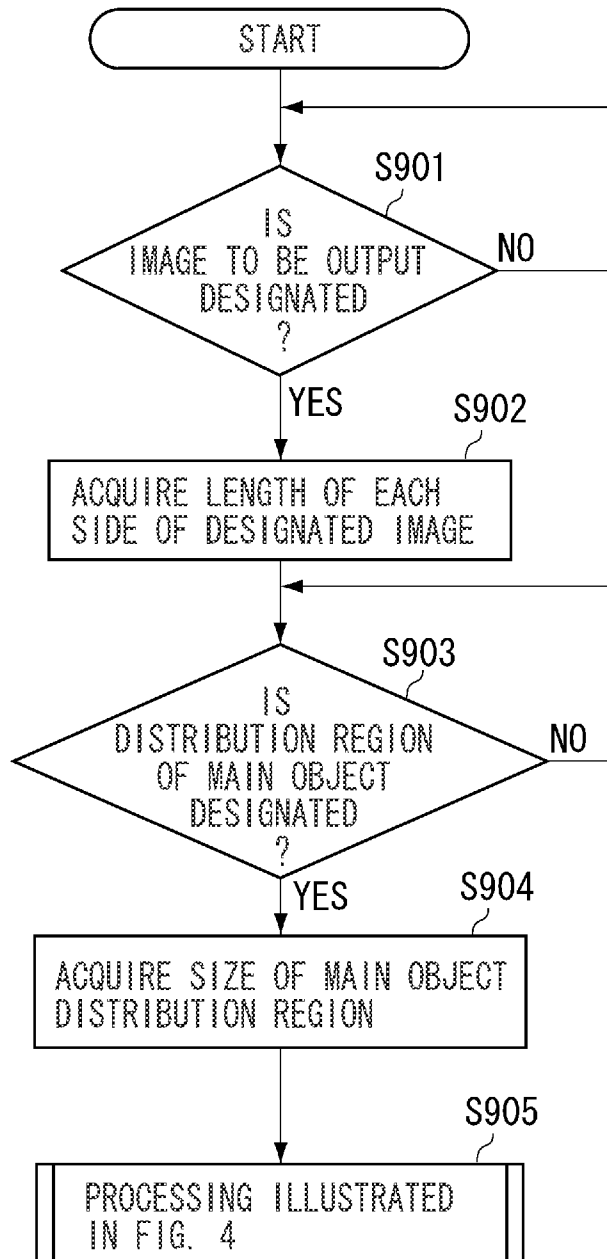 START
S901
IS
IMAGE TO BE OUTPUT
DESIGNATED
?
NO
YES
S902
ACQUIRE LENGTH OF EACH
SIDE OF DESIGNATED IMAGE
S903
IS
DISTRIBUTION REGION
OF MAIN OBJECT
DESIGNATED
?
NO
YES
S904
ACQUIRE SIZE OF MAIN OBJECT
DISTRIBUTION REGION
S905
PROCESSING ILLUSTRATED
IN FIG. 4